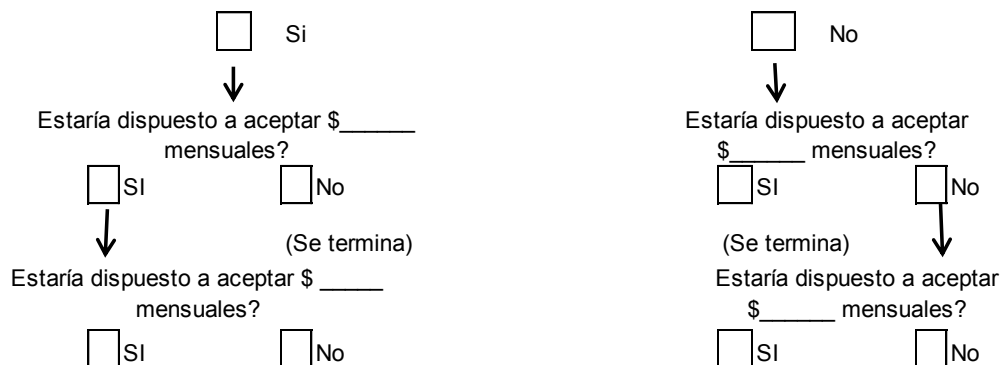 Si
Estaría dispuesto a aceptar $______
mensuales?
SI No
(Se termina)
Estaría dispuesto a aceptar $ _____
mensuales?
SI No
No
Estaría dispuesto a aceptar
$______ mensuales?
SI No
(Se termina)
Estaría dispuesto a aceptar
$______ mensuales?
SI No